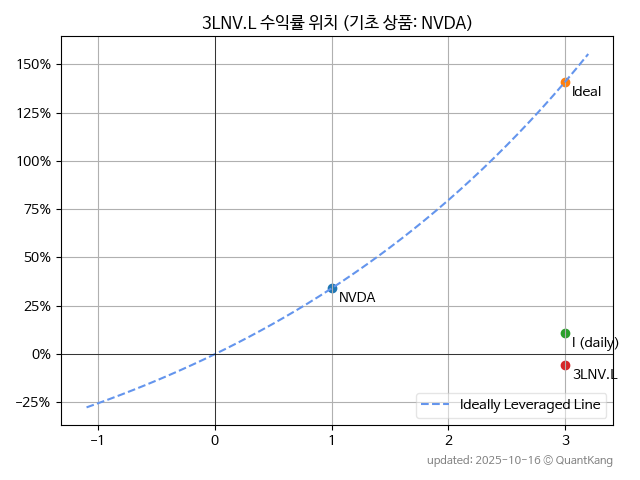 3LNV.L 수익률 위치 (기초 상품: NVDA)
150%
125%
100%
75%
50%
25%
0%
−25%
Ideal
NVDA
I (daily)
3LNV.L
Ideally Leveraged Line
−1
0
1
2
3
updated: 2025-10-16 © QuantKang